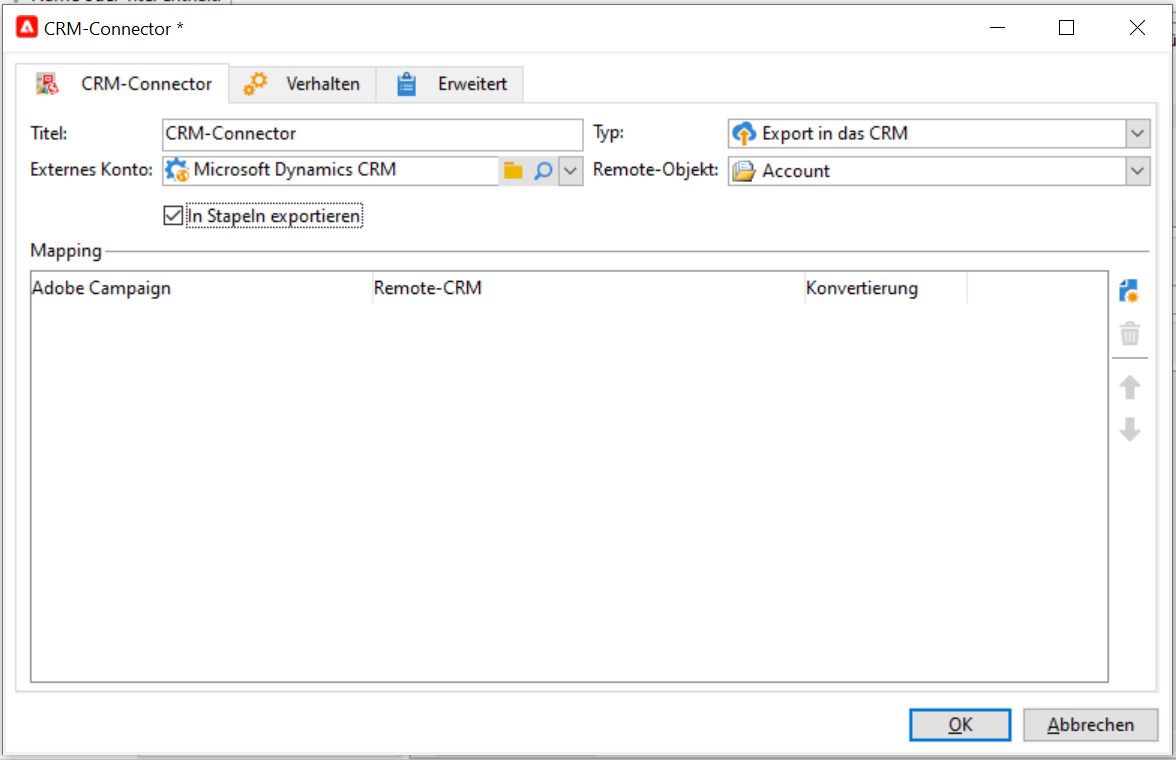 CRM-Connector *
CRM-Connector Verhalten Erweitert
Titel: CRM-Connector Typ: Export in das CRM
Externes Konto: Microsoft Dynamics CRM Remote-Objekt: Account
In Stapeln exportieren
Mapping
Adobe Campaign Remote-CRM Konvertierung
OK Abbrechen